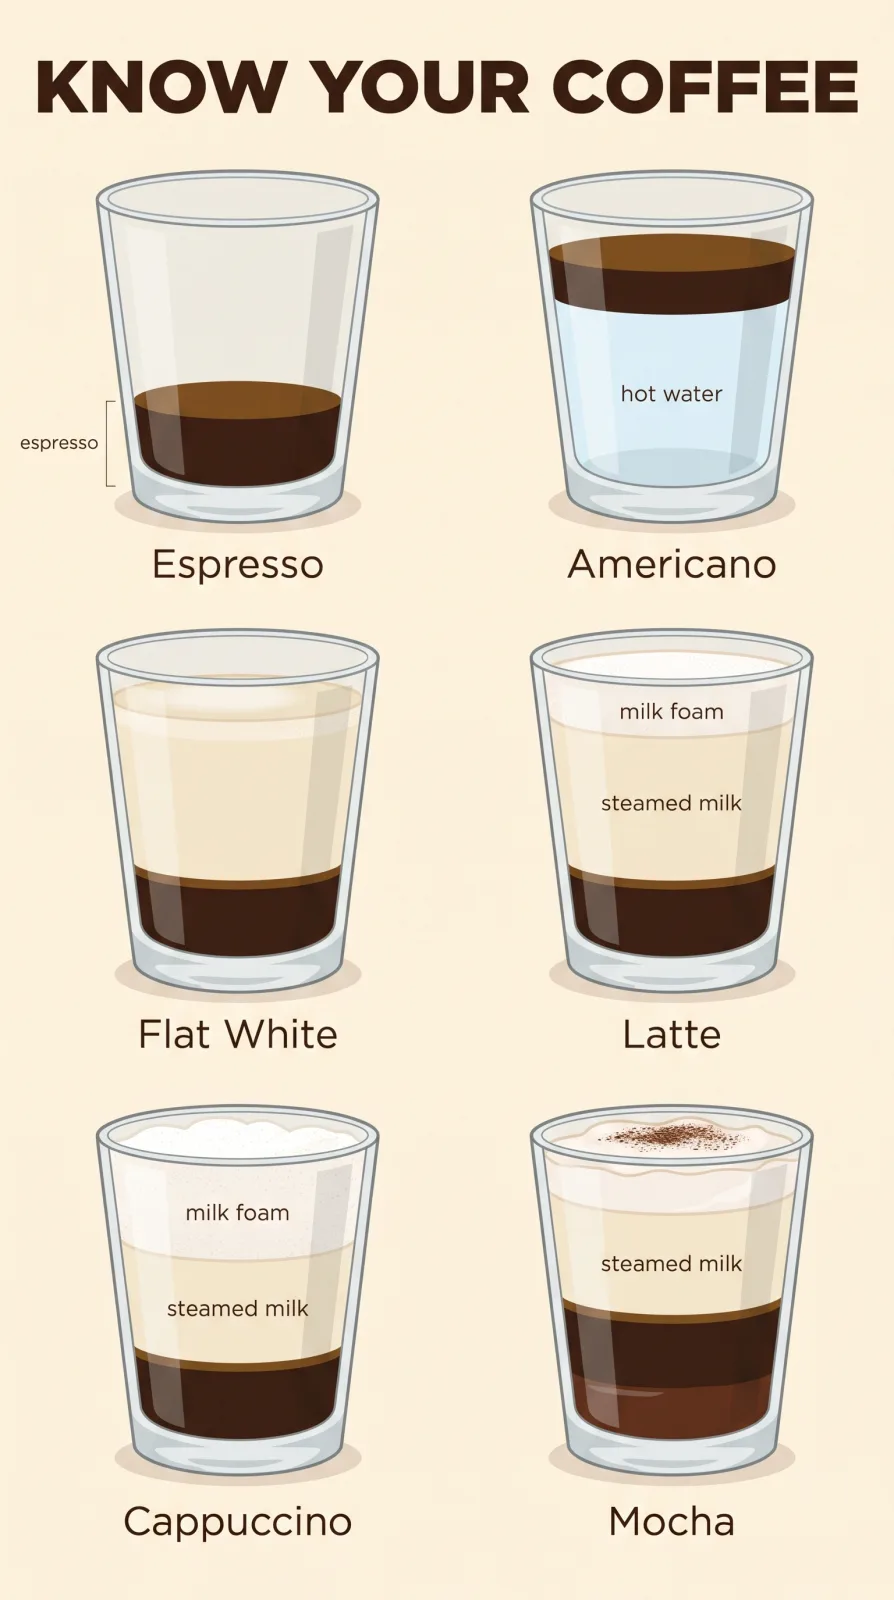 KNOW YOUR COFFEE
espresso
Espresso
hot water
Americano
Flat White
milk foam
steamed milk
Latte
milk foam
steamed milk
Cappuccino
steamed milk
Mocha